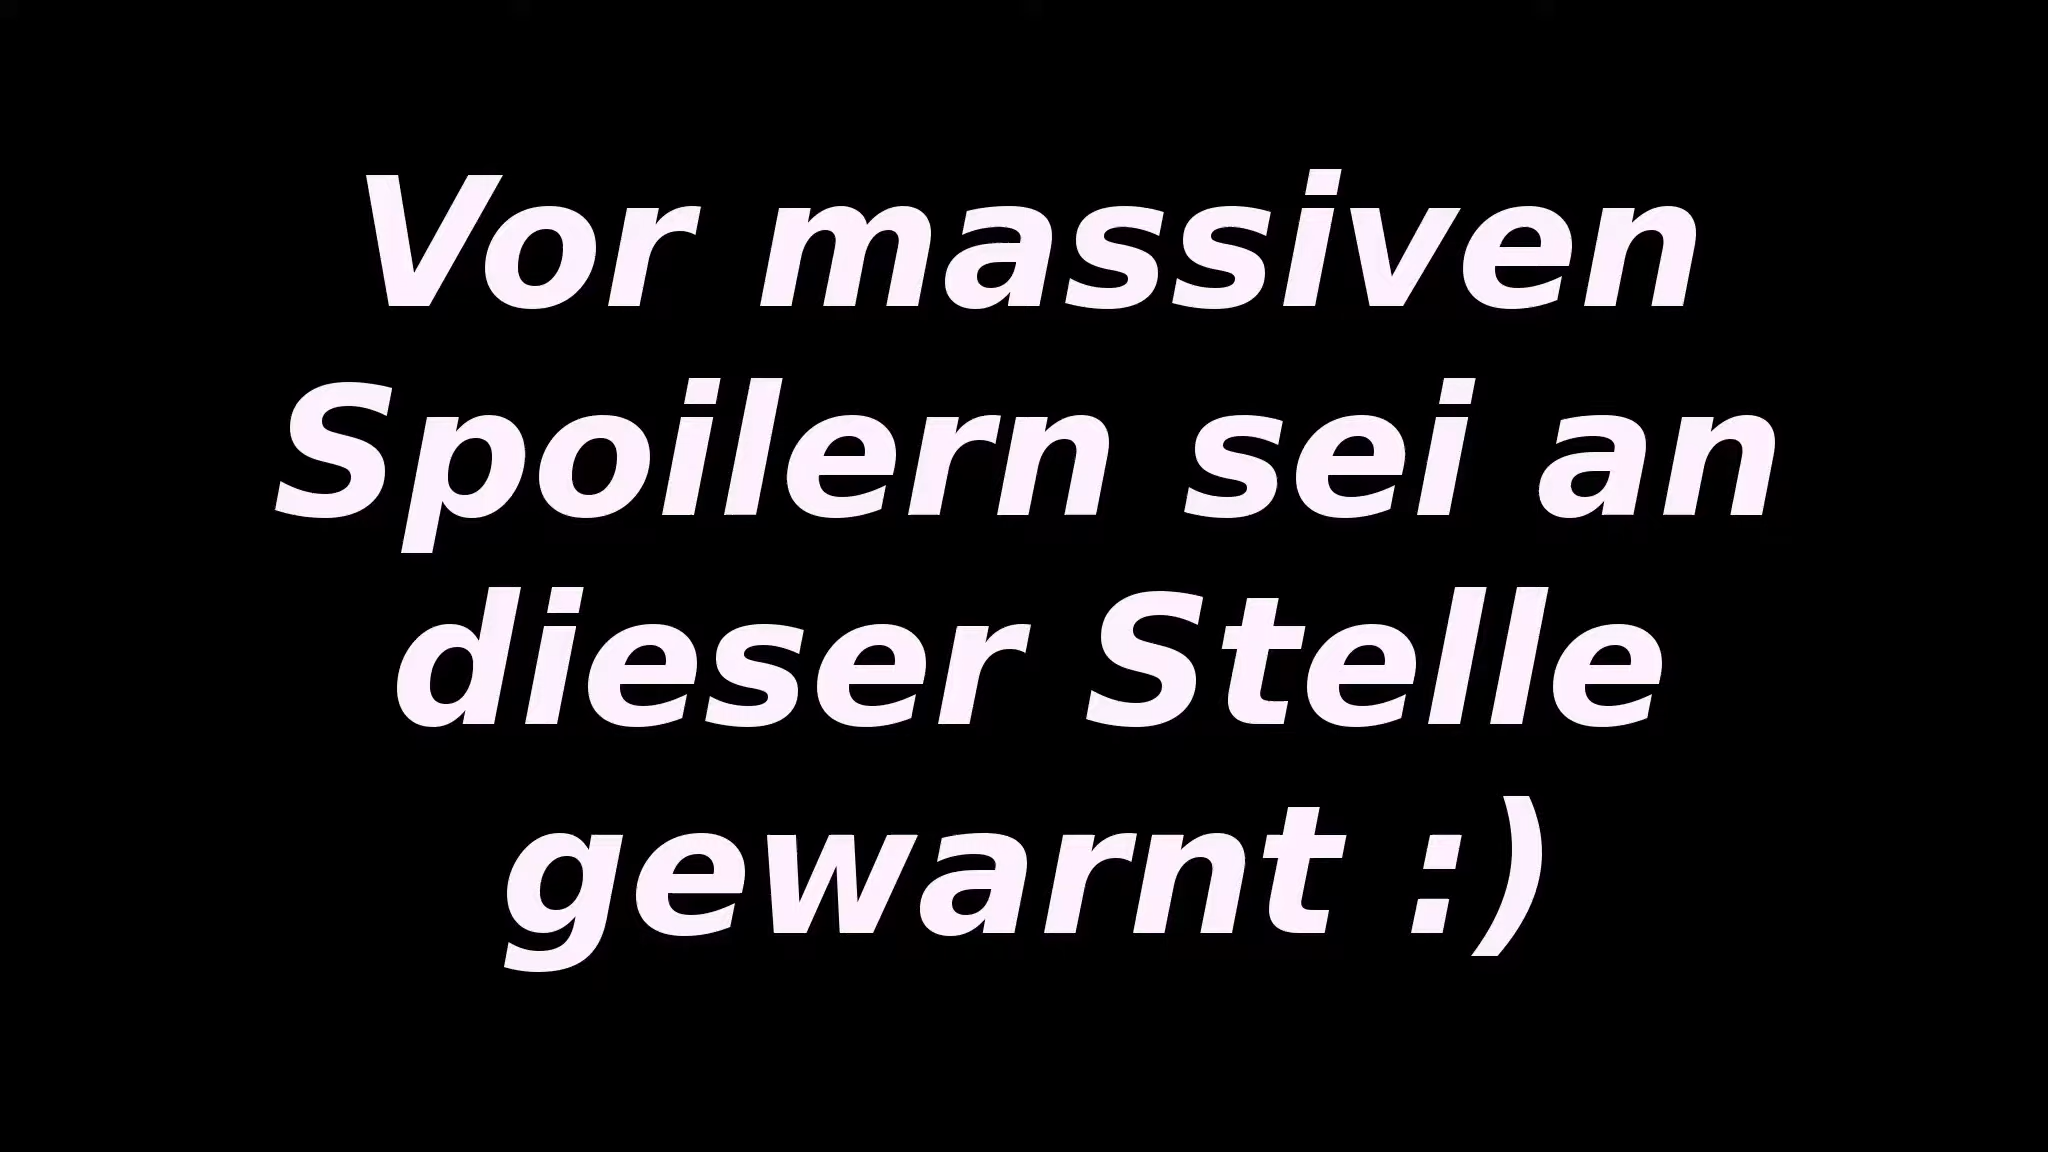 Vor massiven
Spoilern sei an
dieser Stelle
gewarnt :)